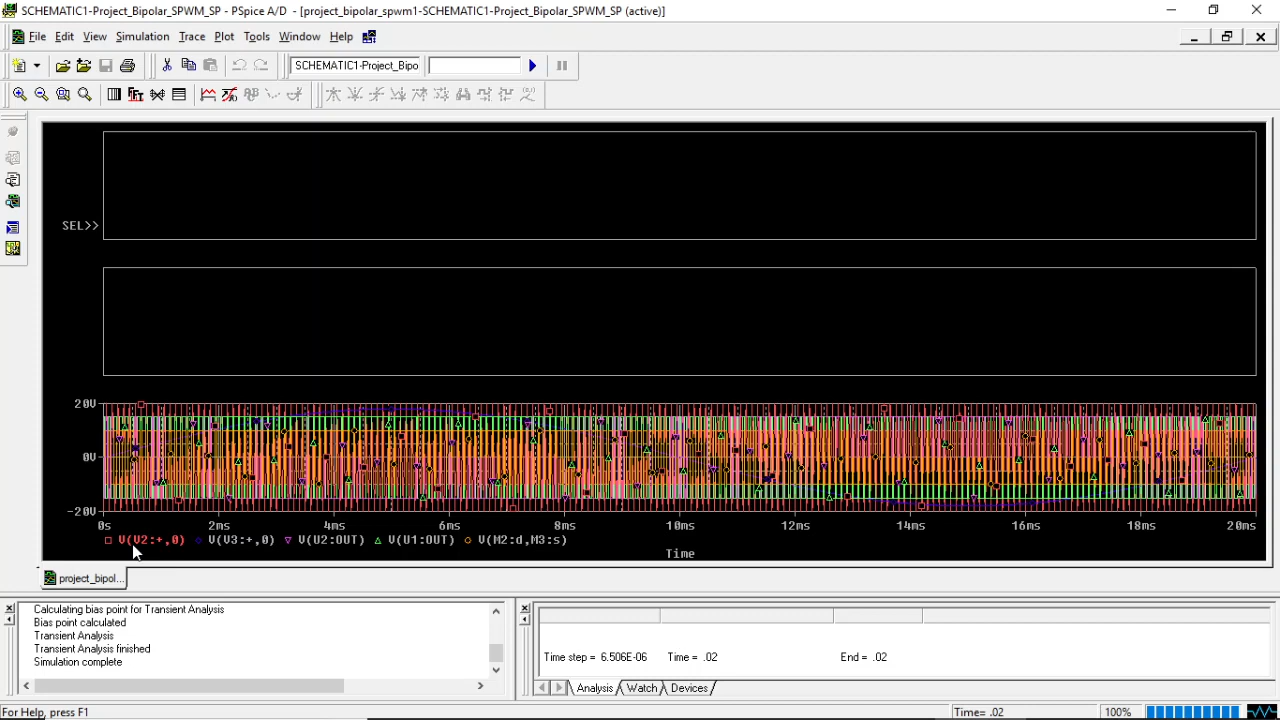 SCHEMATIC1-Project_Bipolar_SPWM_SP - PSpice A/D - [project_bipolar_spwm1-SCHEMATIC1-Project_Bipolar_SPWM_SP (active)]
File Edit View Simulation Trace Plot Tools Window Help
SCHEMATIC1-Project_Bipo
FFT
SEL>>
20V
0V
-20V
0s 2ms 4ms 6ms 8ms 10ms 12ms 14ms 16ms 18ms 20ms
V(V2:+,0) V(V3:+,0) V(U2:OUT) V(U1:OUT) V(M2:d,M3:s)
Time
project_bipol...
Calculating bias point for Transient Analysis
Bias point calculated
Transient Analysis
Transient Analysis finished
Simulation complete
Time step = 6.506E-06 Time = .02 End = .02
Analysis Watch Devices
For Help, press F1 Time= .02 100%